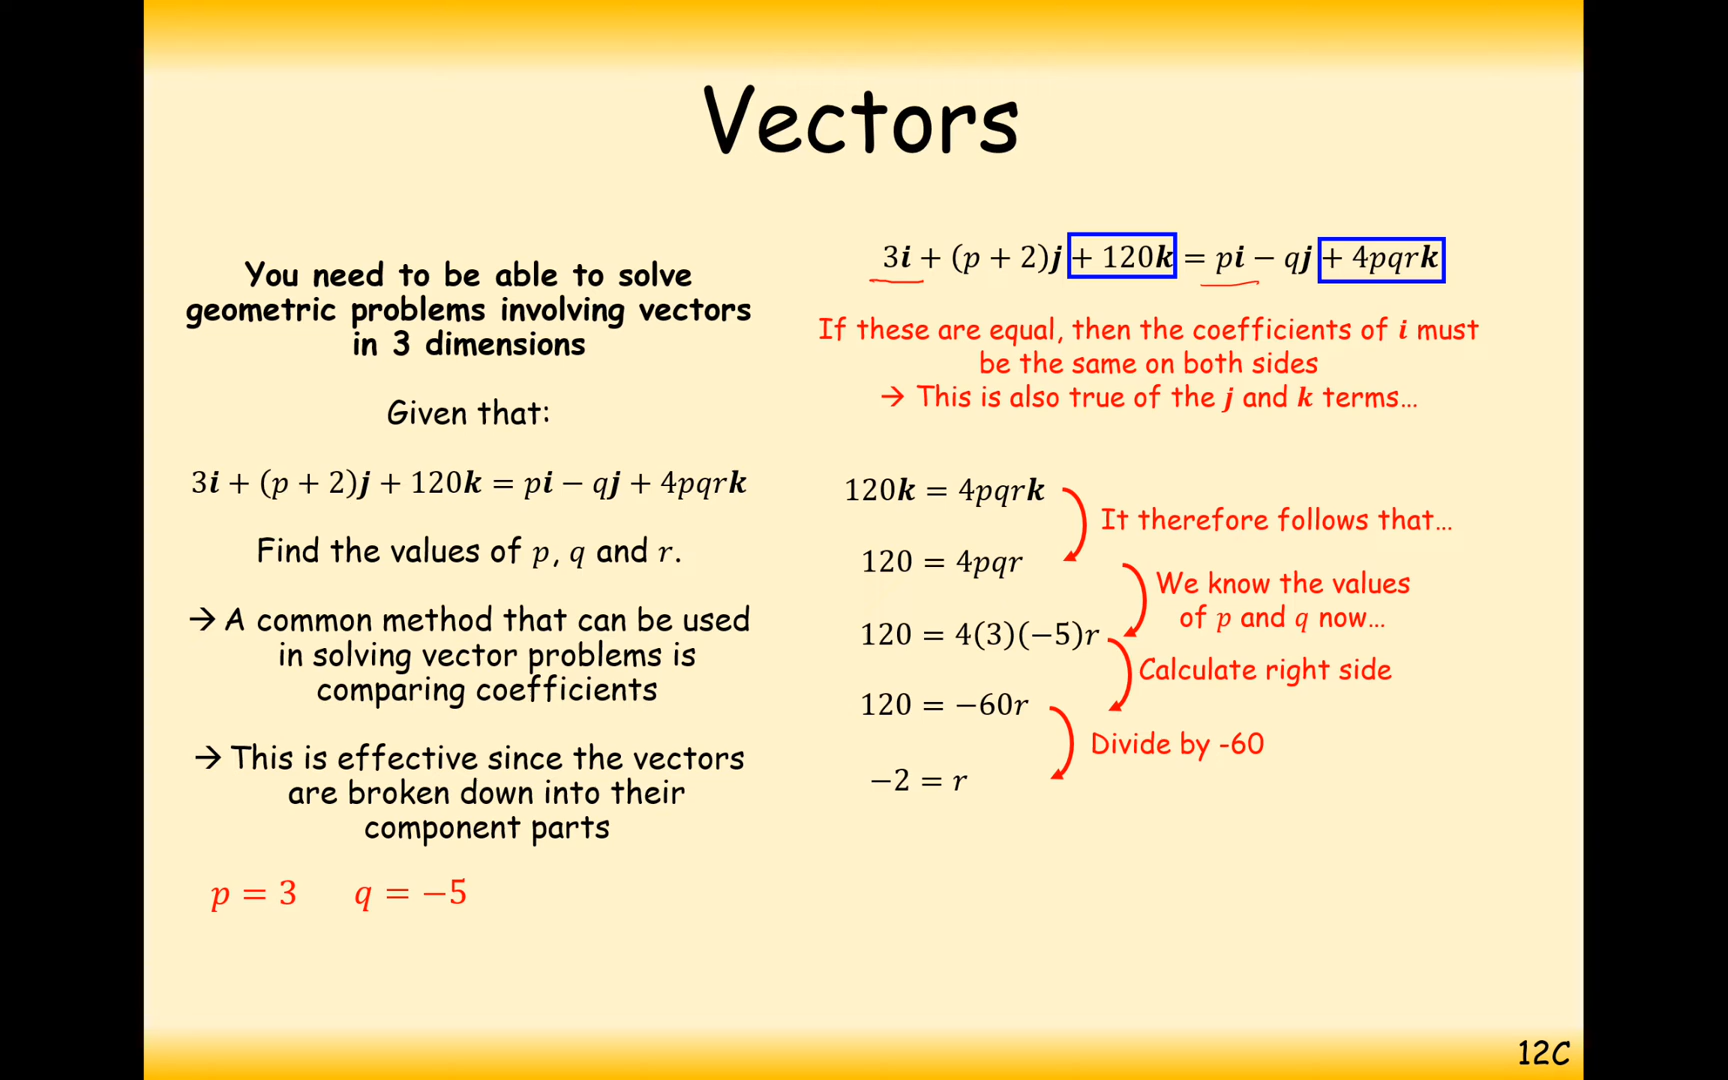 Vectors
You need to be able to solve
geometric problems involving vectors
in 3 dimensions
Given that:
3i + (p + 2)j + 120k = pi − qj + 4pqrk
Find the values of p, q and r.
→ A common method that can be used
in solving vector problems is
comparing coefficients
→ This is effective since the vectors
are broken down into their
component parts
p = 3 q = −5
3i + (p + 2)j + 120k = pi − qj + 4pqrk
If these are equal, then the coefficients of i must
be the same on both sides
→ This is also true of the j and k terms…
120k = 4pqrk
It therefore follows that…
120 = 4pqr
We know the values
of p and q now…
120 = 4(3)(−5)r
Calculate right side
120 = −60r
Divide by -60
−2 = r
12C